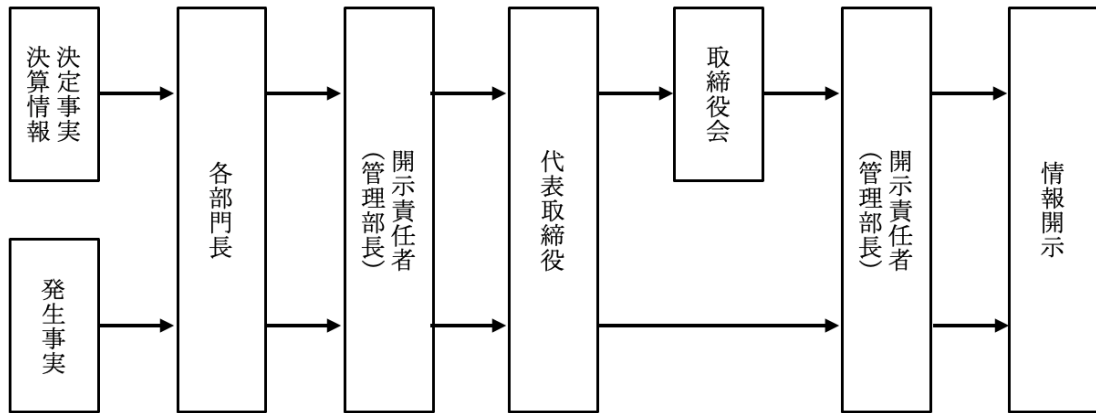 決定事実
決算情報
発生事実
各部門長
開示責任者
(管理部長)
代表取締役
取締役会
開示責任者
(管理部長)
情報開示